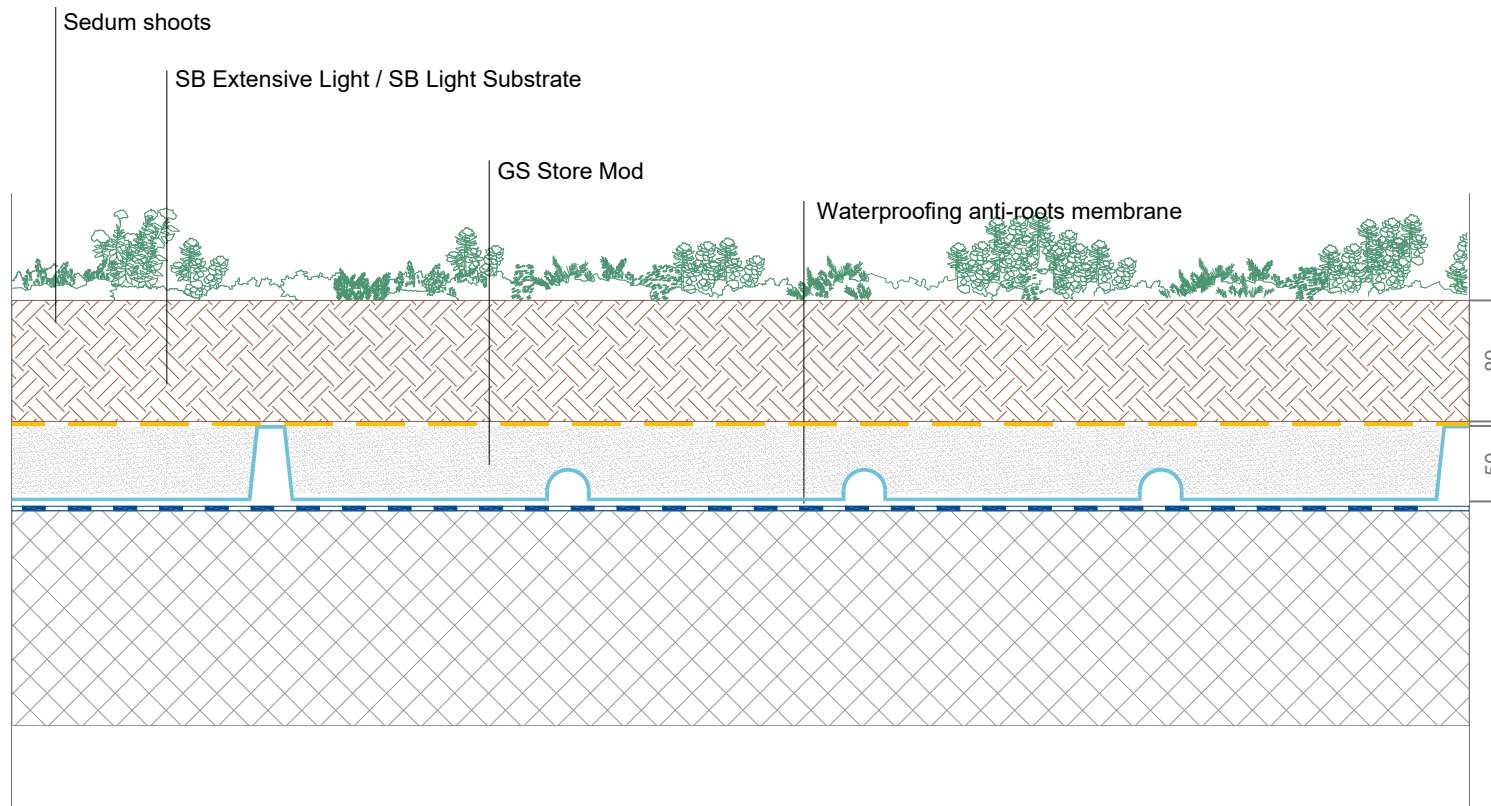 Sedum shoots
SB Extensive Light / SB Light Substrate
GS Store Mod
Waterproofing anti-roots membrane